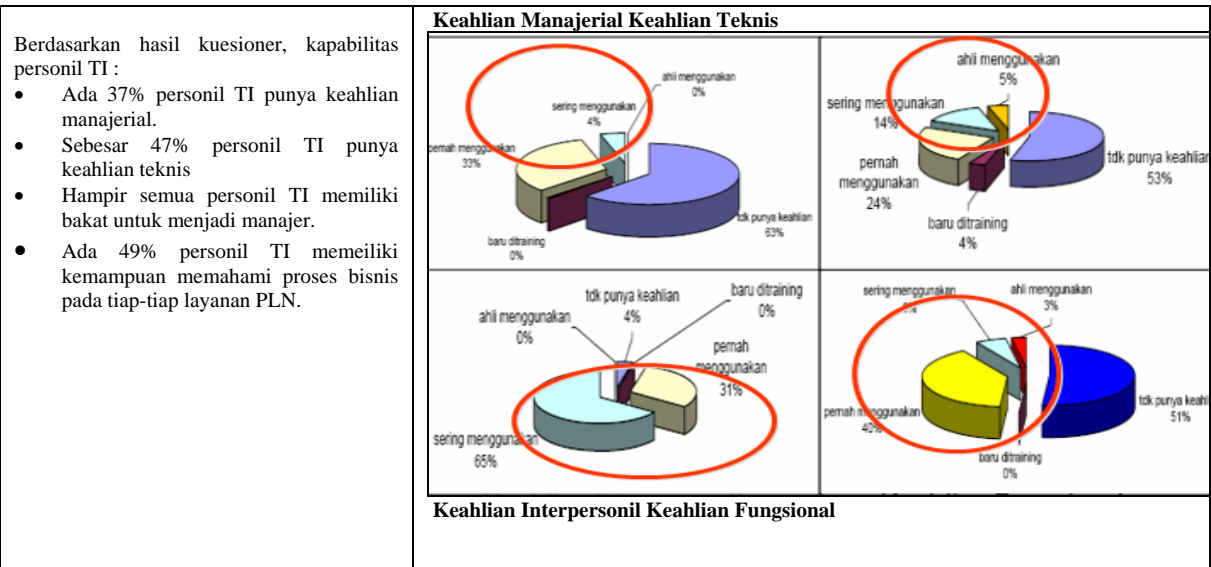 Berdasarkan hasil kuesioner, kapabilitas
personil TI :
• Ada 37% personil TI punya keahlian
manajerial.
• Sebesar 47% personil TI punya
keahlian teknis
• Hampir semua personil TI memiliki
bakat untuk menjadi manajer.
• Ada 49% personil TI memeiliki
kemampuan memahami proses bisnis
pada tiap-tiap layanan PLN.
Keahlian Manajerial Keahlian Teknis
ahli menggunakan
0%
sering menggunakan
4%
pernah menggunakan
33%
tdk punya keahlian
63%
baru ditraining
0%
ahli menggunakan
5%
sering menggunakan
14%
pernah
menggunakan
24%
tdk punya keahlian
53%
baru ditraining
4%
tdk punya keahlian
4%
baru ditraining
0%
ahli menggunakan
0%
pernah
menggunakan
31%
sering menggunakan
65%
sering menggunakan
ahli menggunakan
3%
pernah menggunakan
40%
tdk punya keahl
51%
baru ditraining
0%
Keahlian Interpersonil Keahlian Fungsional